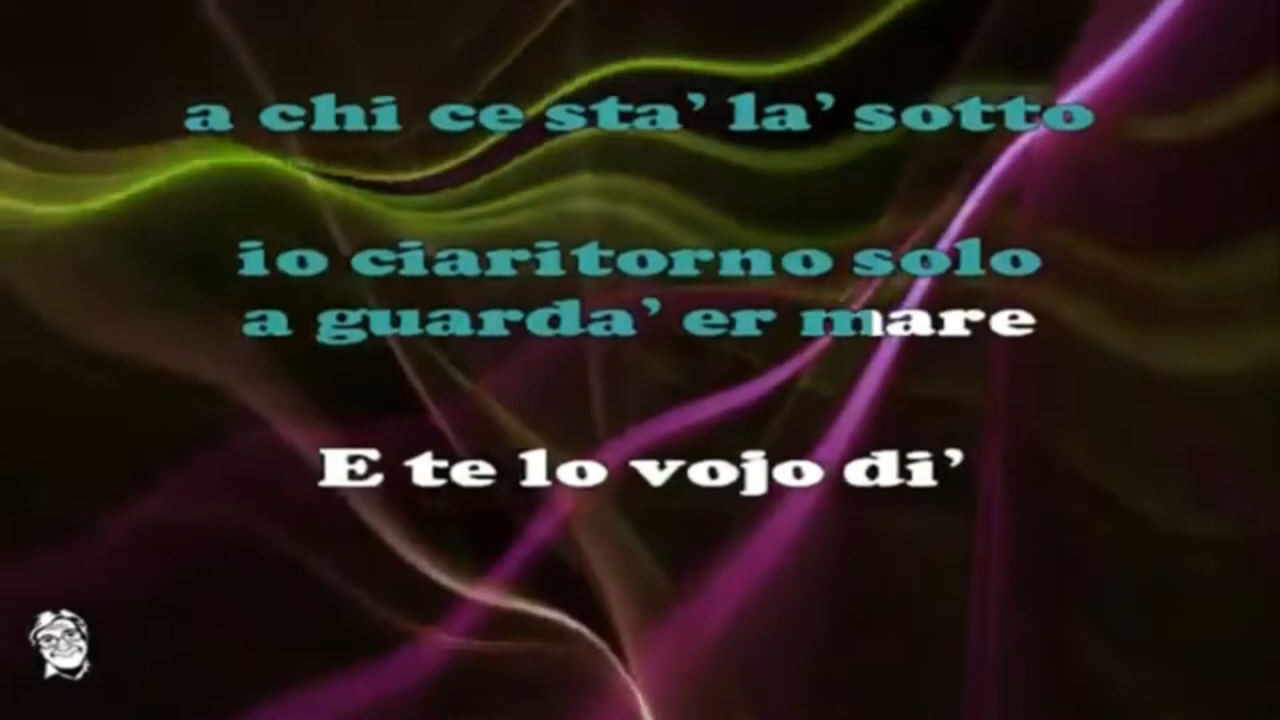 a chi ce sta’ la’ sotto
io ciaritorno solo
a guarda’ er mare
E te lo vojo di’